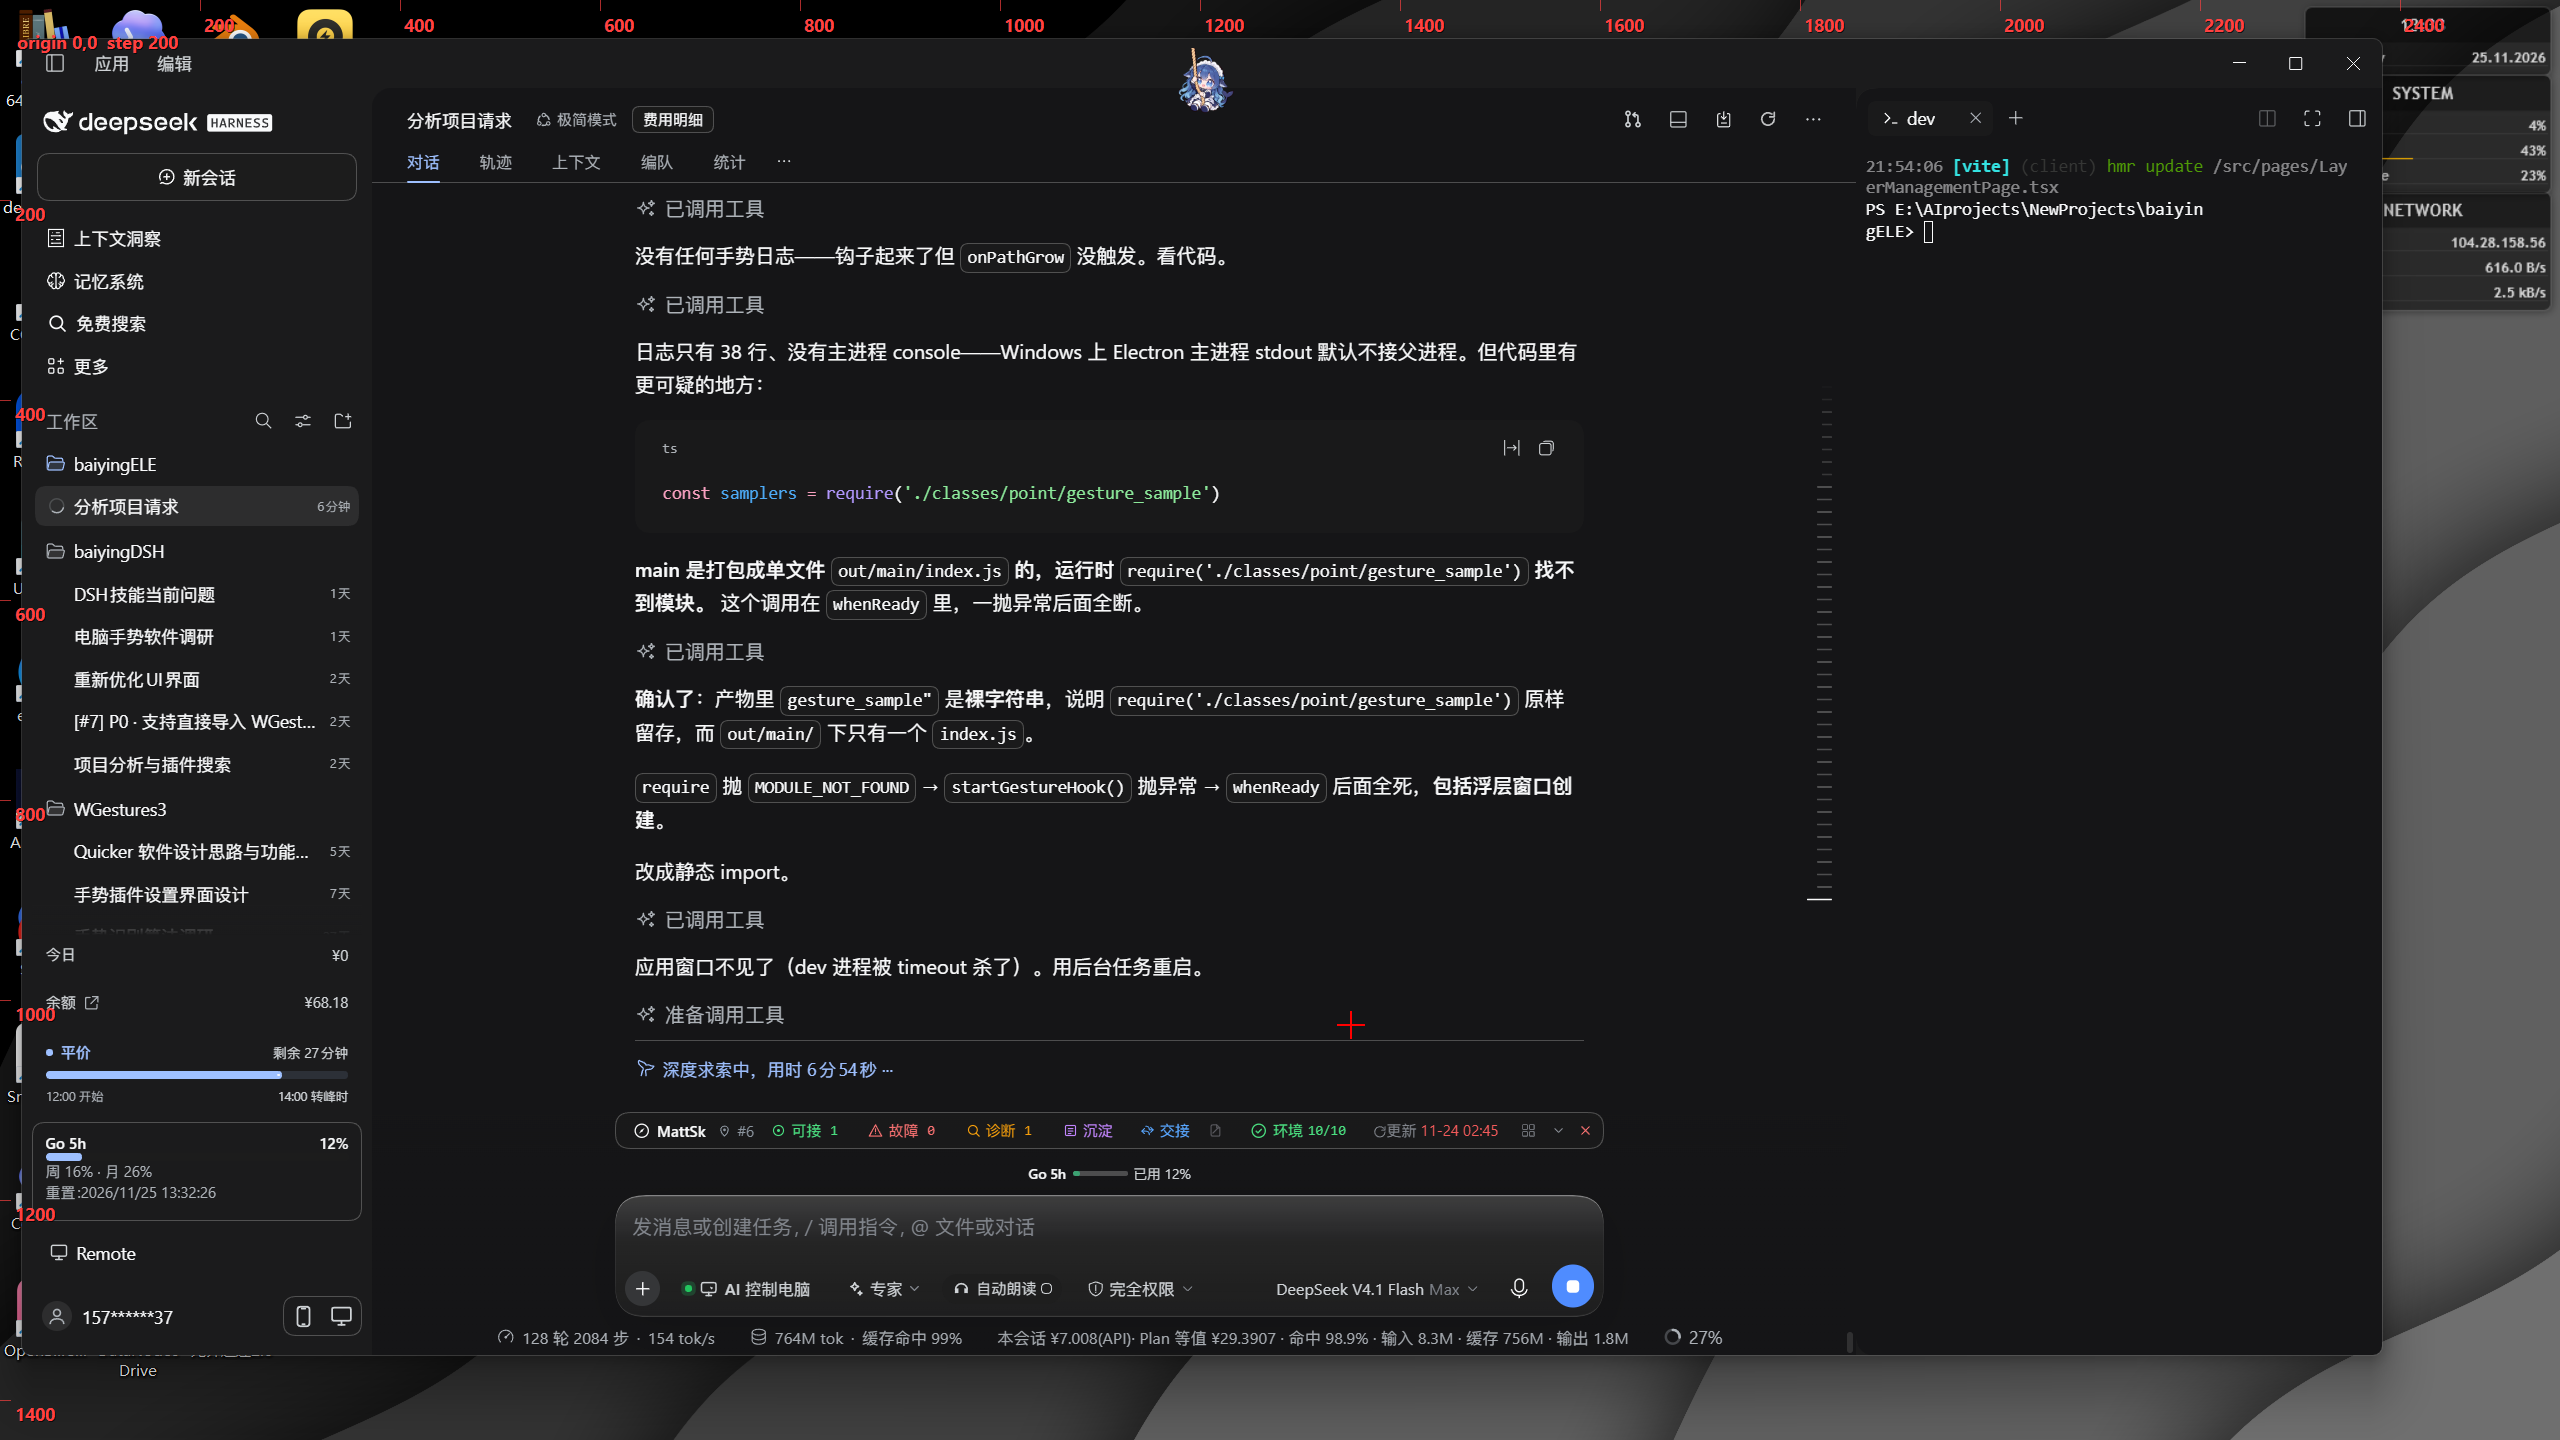 200 400 600 800 1000 1200 1400 1600 1800 2000 2200 2400
origin 0,0 step 200
应用 编辑
deepseek HARNESS
新会话
上下文洞察
200
记忆系统
免费搜索
更多
400
工作区
baiyingELE
分析项目请求 6分钟
baiyingDSH
DSH技能当前问题 1天
600
电脑手势软件调研 1天
重新优化UI界面 2天
[#7] P0 · 支持直接导入 WGest... 2天
项目分析与插件搜索 2天
800
WGestures3
Quicker 软件设计思路与功能... 5天
手势插件设置界面设计 7天
今日 ¥0
余额 ¥68.18
1000
平价 剩余 27分钟
12:00 开始 14:00 转峰时
Go 5h 12%
周 16% · 月 26%
重置:2026/11/25 13:32:26
1200
Remote
157******37
Drive
1400
分析项目请求 极简模式 费用明细
对话 轨迹 上下文 编队 统计 ···
已调用工具
没有任何手势日志——钩子起来了但 onPathGrow 没触发。看代码。
已调用工具
日志只有 38 行、没有主进程 console——Windows 上 Electron 主进程 stdout 默认不接父进程。但代码里有
更可疑的地方：
ts
const samplers = require('./classes/point/gesture_sample')
main 是打包成单文件 out/main/index.js 的，运行时 require('./classes/point/gesture_sample') 找不
到模块。 这个调用在 whenReady 里，一抛异常后面全断。
已调用工具
确认了：产物里 gesture_sample" 是裸字符串，说明 require('./classes/point/gesture_sample') 原样
留存，而 out/main/ 下只有一个 index.js。
require 抛 MODULE_NOT_FOUND → startGestureHook() 抛异常 → whenReady 后面全死，包括浮层窗口创
建。
改成静态 import。
已调用工具
应用窗口不见了（dev 进程被 timeout 杀了）。用后台任务重启。
准备调用工具
深度求索中，用时 6分54秒 ···
MattSk #6 可接 1 故障 0 诊断 1 沉淀 交接 环境 10/10 更新 11-24 02:45
Go 5h 已用 12%
发消息或创建任务, / 调用指令, @ 文件或对话
AI 控制电脑 专家 自动朗读 完全权限 DeepSeek V4.1 Flash Max
128 轮 2084 步 · 154 tok/s 764M tok · 缓存命中 99% 本会话 ¥7.008(API)· Plan 等值 ¥29.3907 · 命中 98.9% · 输入 8.3M · 缓存 756M · 输出 1.8M 27%
dev
21:54:06 [vite] (client) hmr update /src/pages/Lay
erManagementPage.tsx
PS E:\AIprojects\NewProjects\baiyin
gELE>
25.11.2026
SYSTEM
4%
43%
23%
NETWORK
104.28.158.56
616.0 B/s
2.5 kB/s